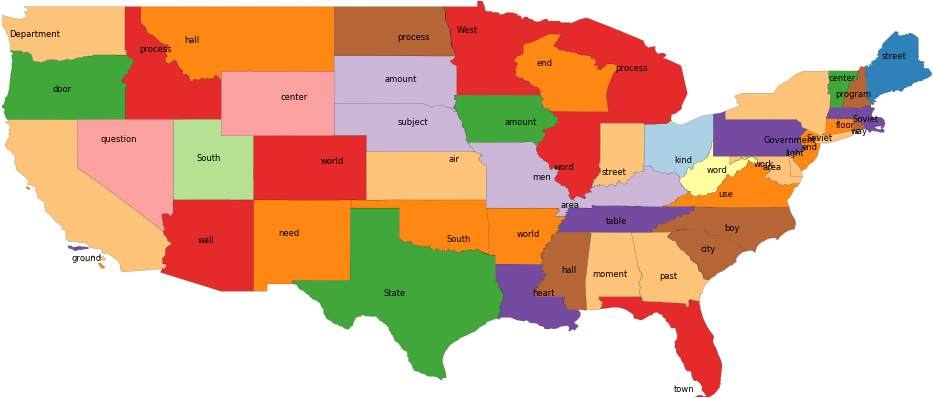 West
Department
hall
process
process
street
end
process
center
amount
door
center
program
amount
subject
Soviet
floor
way
question
Government
Soviet
end
light
South
world
air
kind
work
area
word
word
street
men
use
area
table
boy
wall
need
South
world
city
ground
hall
moment
past
State
heart
town